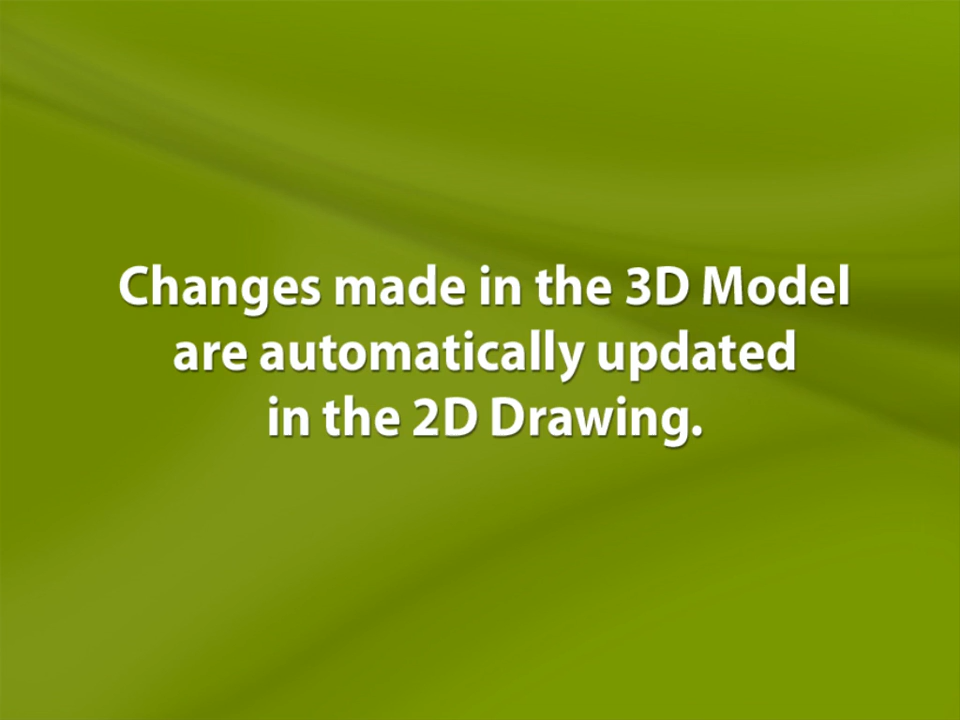 Changes made in the 3D Model
are automatically updated
in the 2D Drawing.